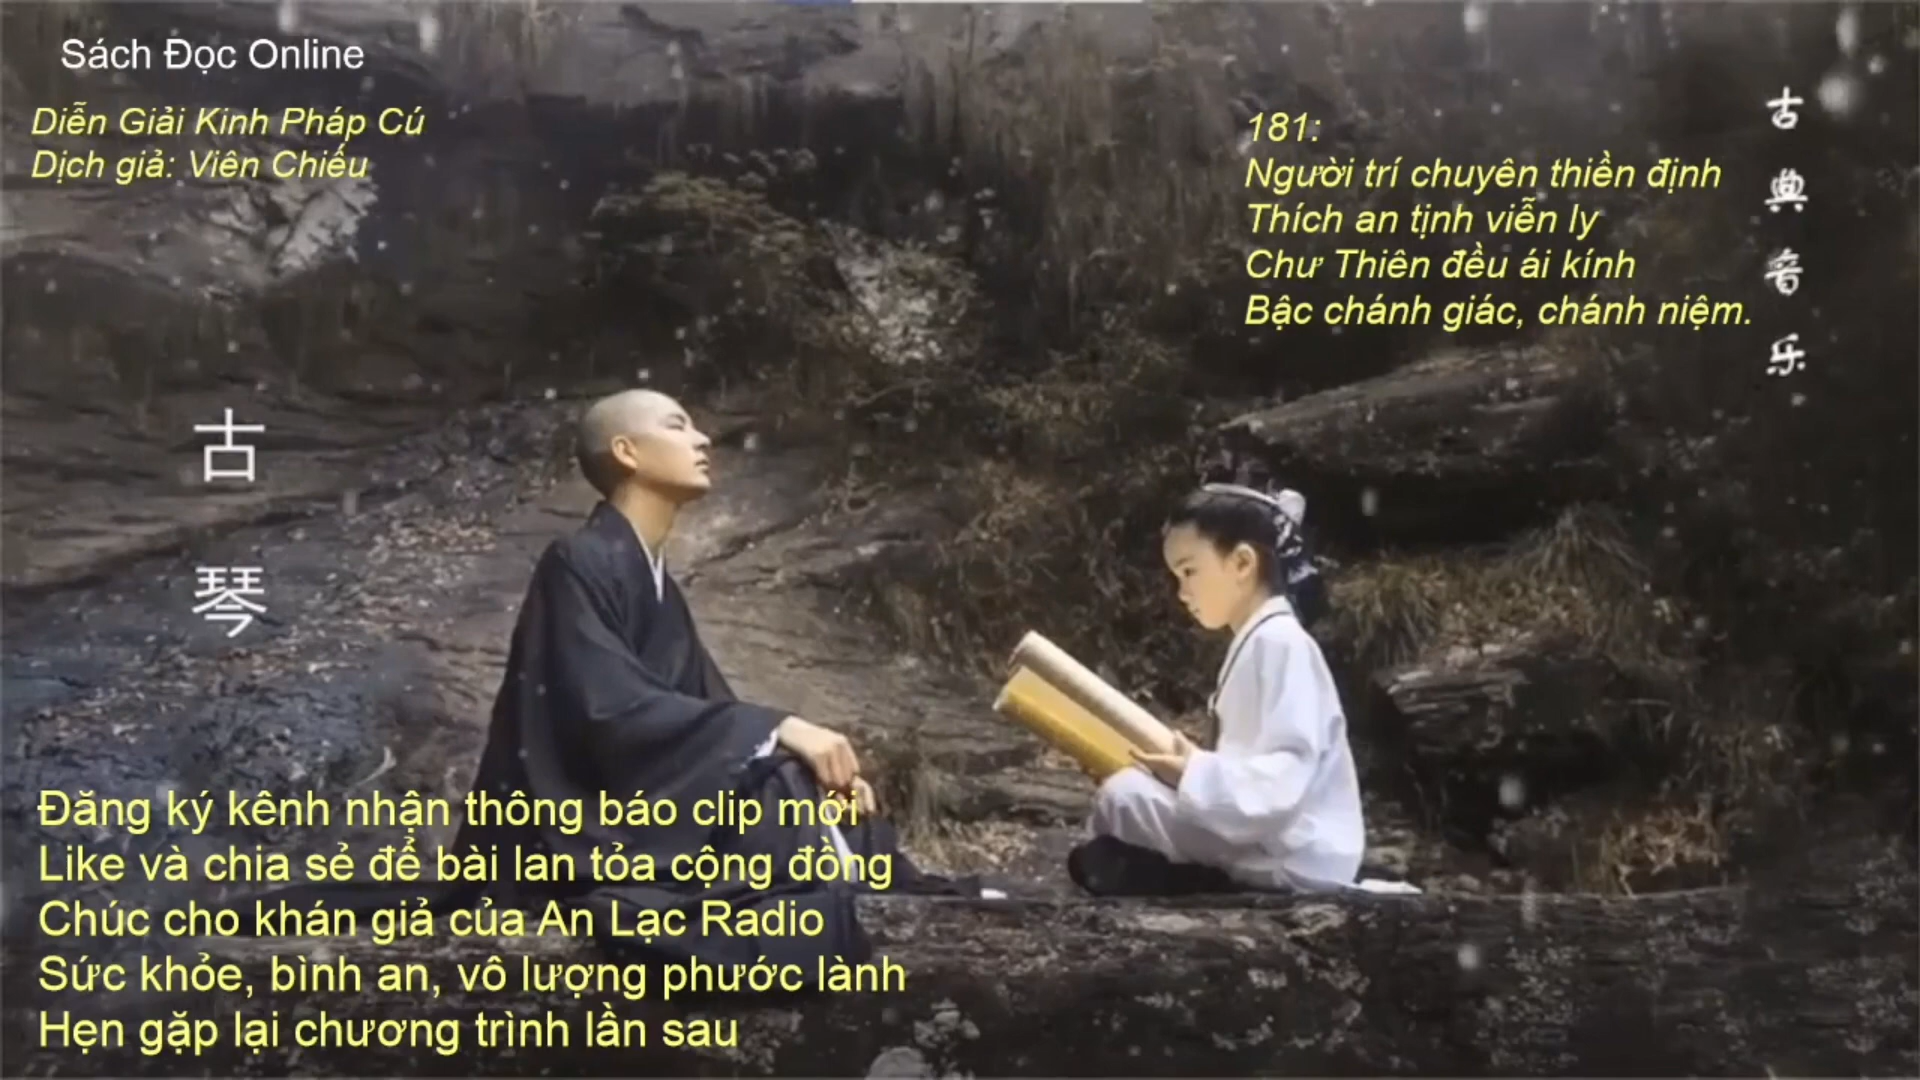 Sách Đọc Online
Diễn Giải Kinh Pháp Cú
Dịch giả: Viên Chiếu
181:
Người trí chuyên thiền định
Thích an tịnh viễn ly
Chư Thiên đều ái kính
Bậc chánh giác, chánh niệm.
古典音乐
古琴
Đăng ký kênh nhận thông báo clip mới
Like và chia sẻ để bài lan tỏa cộng đồng
Chúc cho khán giả của An Lạc Radio
Sức khỏe, bình an, vô lượng phước lành
Hẹn gặp lại chương trình lần sau